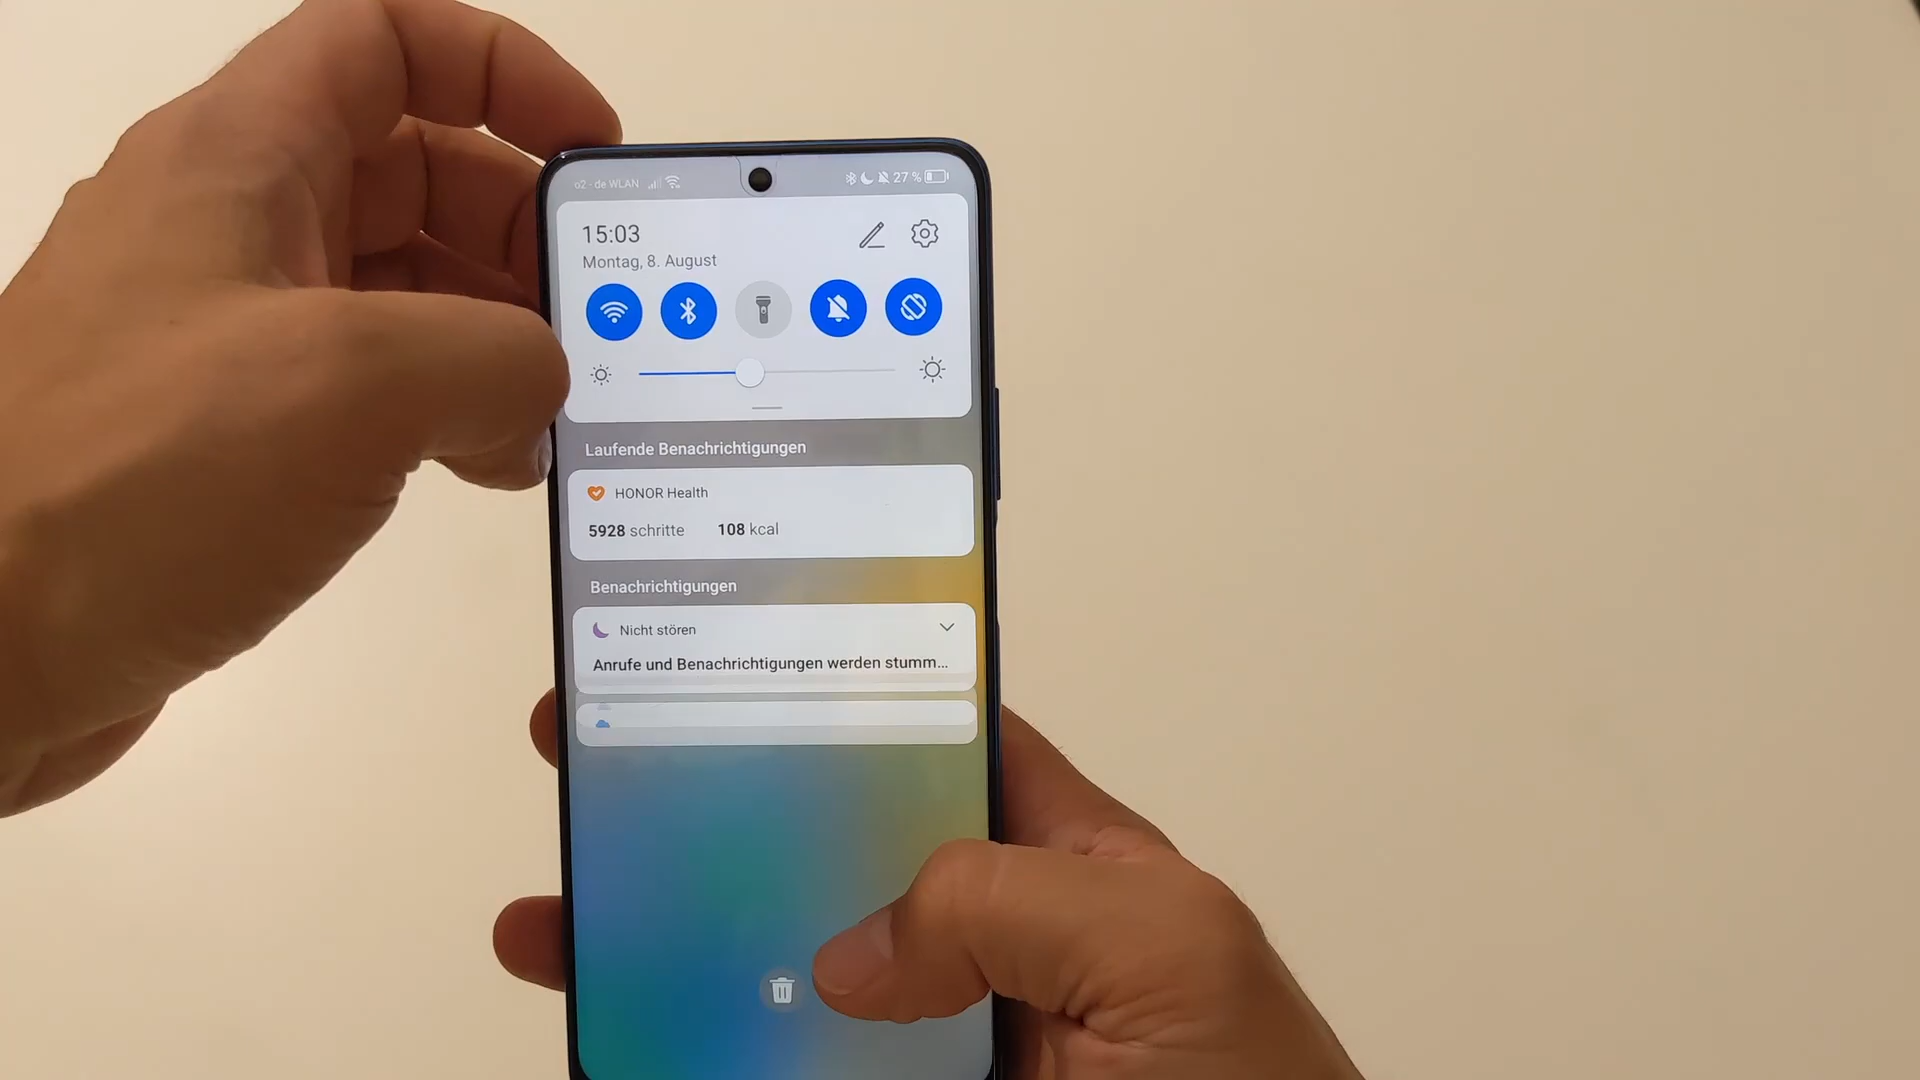 o2 - de WLAN 27 %
15:03
Montag, 8. August
Laufende Benachrichtigungen
HONOR Health
5928 schritte 108 kcal
Benachrichtigungen
Nicht stören
Anrufe und Benachrichtigungen werden stumm...